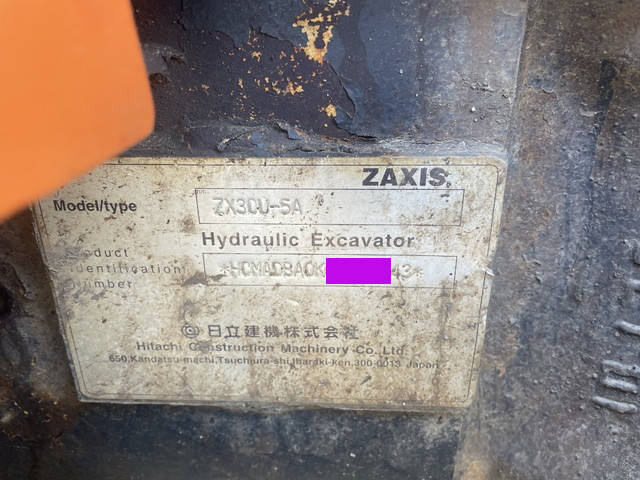 ZAXIS
Model/type ZX30U-5A
Hydraulic Excavator
Product
Identification
Number
43*
日立建機株式会社
Hitachi Construction Machinery Co. Ltd.
650, Kandatsu-machi, Tsuchiura-shi, Ibaraki-ken, 300-0013 Japan